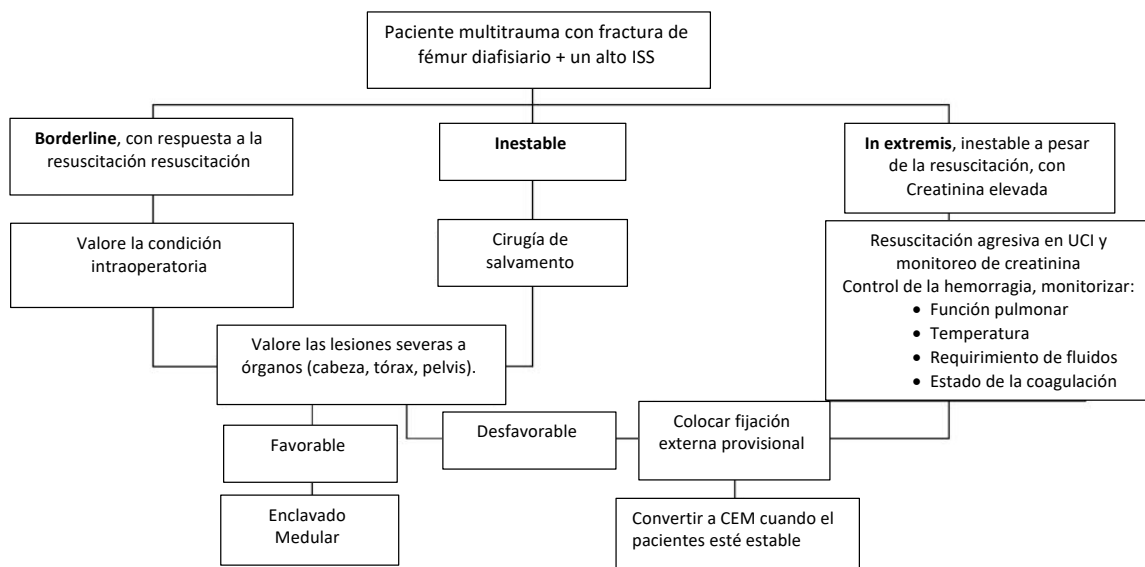 Paciente multitrauma con fractura de
fémur diafisiario + un alto ISS
Borderline, con respuesta a la
resuscitación resuscitación
Inestable
In extremis, inestable a pesar
de la resuscitación, con
Creatinina elevada
Valore la condición
intraoperatoria
Cirugía de
salvamento
Resuscitación agresiva en UCI y
monitoreo de creatinina
Control de la hemorragia, monitorizar:
• Función pulmonar
• Temperatura
• Requirimiento de fluidos
• Estado de la coagulación
Valore las lesiones severas a
órganos (cabeza, tórax, pelvis).
Favorable
Desfavorable
Colocar fijación
externa provisional
Enclavado
Medular
Convertir a CEM cuando el
pacientes esté estable